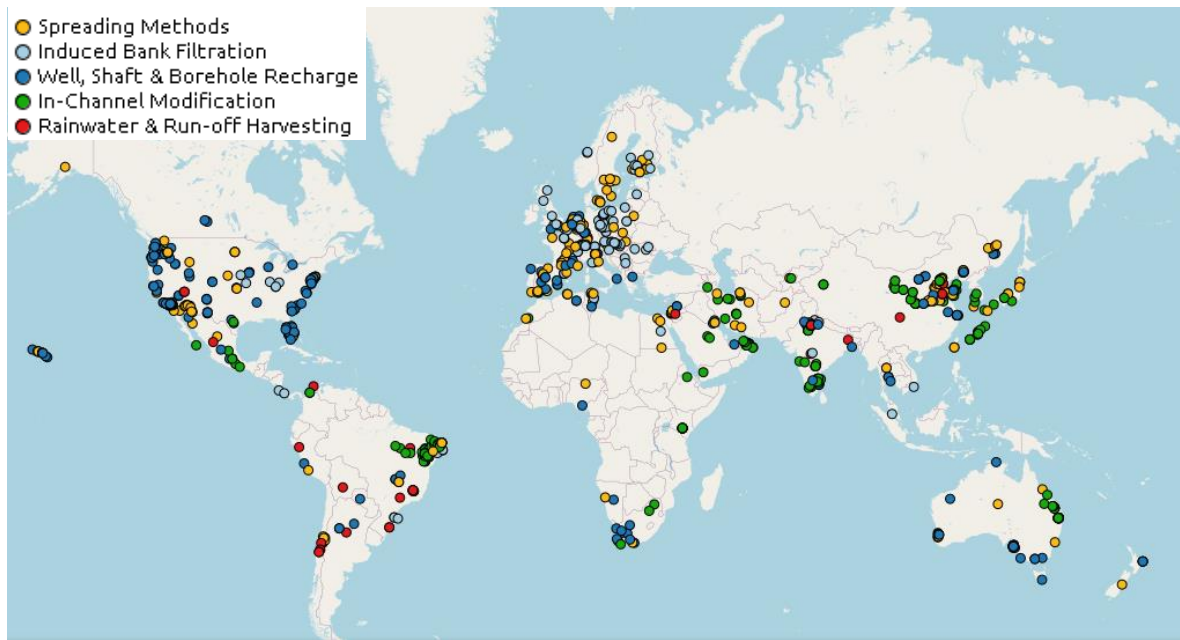 Spreading Methods
Induced Bank Filtration
Well, Shaft & Borehole Recharge
In-Channel Modification
Rainwater & Run-off Harvesting